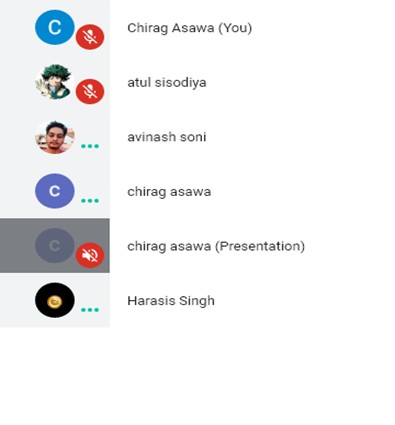 C Chirag Asawa (You)
atul sisodiya
avinash soni
C chirag asawa
C chirag asawa (Presentation)
Harasis Singh